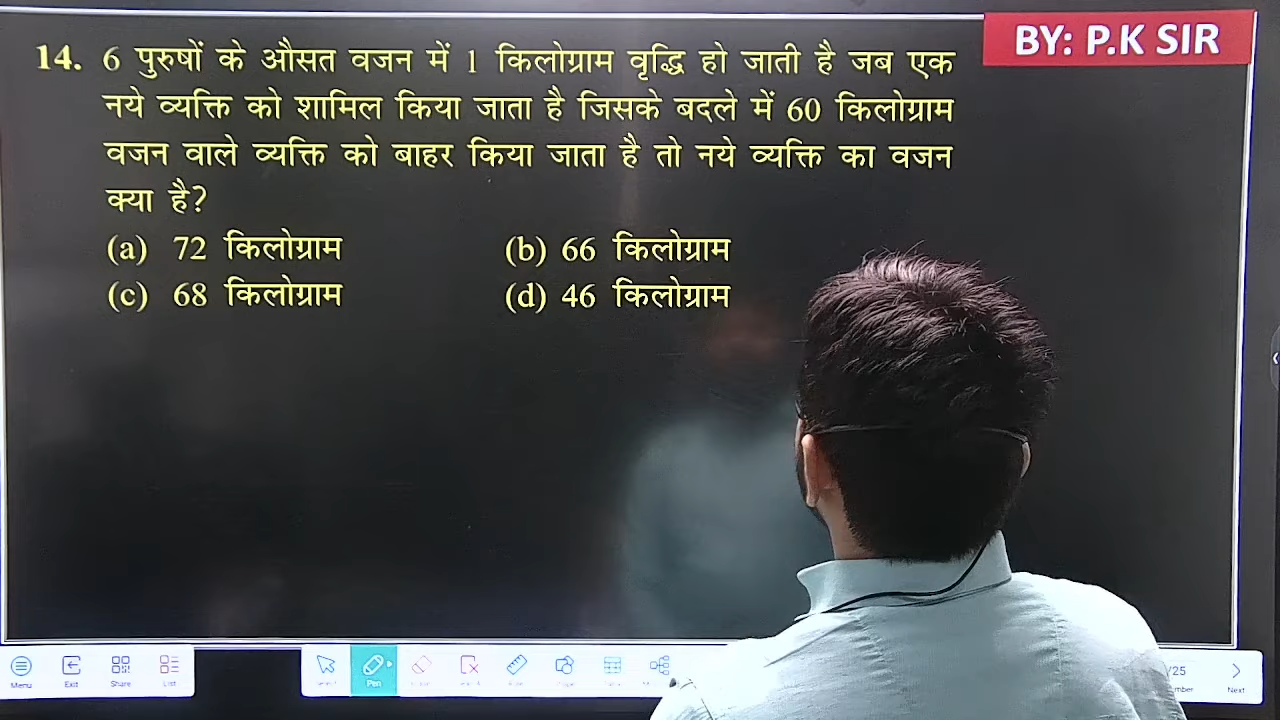 BY: P.K SIR
14. 6 पुरुषों के औसत वजन में 1 किलोग्राम वृद्धि हो जाती है जब एक
नये व्यक्ति को शामिल किया जाता है जिसके बदले में 60 किलोग्राम
वजन वाले व्यक्ति को बाहर किया जाता है तो नये व्यक्ति का वजन
क्या है?
(a) 72 किलोग्राम (b) 66 किलोग्राम
(c) 68 किलोग्राम (d) 46 किलोग्राम
Menu Exit Share List Pen /25 Next